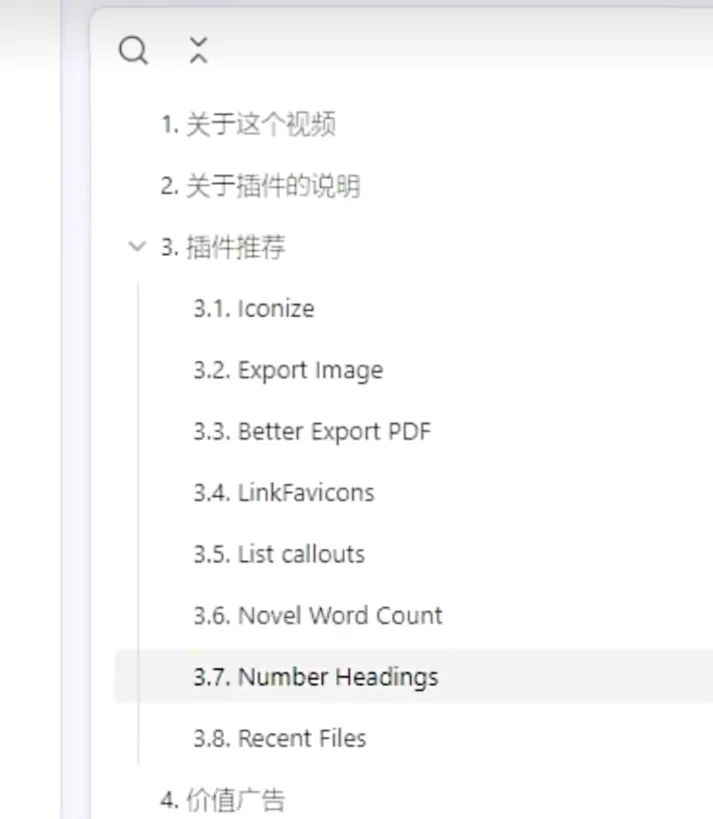 1. 关于这个视频
2. 关于插件的说明
3. 插件推荐
3.1. Iconize
3.2. Export Image
3.3. Better Export PDF
3.4. LinkFavicons
3.5. List callouts
3.6. Novel Word Count
3.7. Number Headings
3.8. Recent Files
4. 价值广告